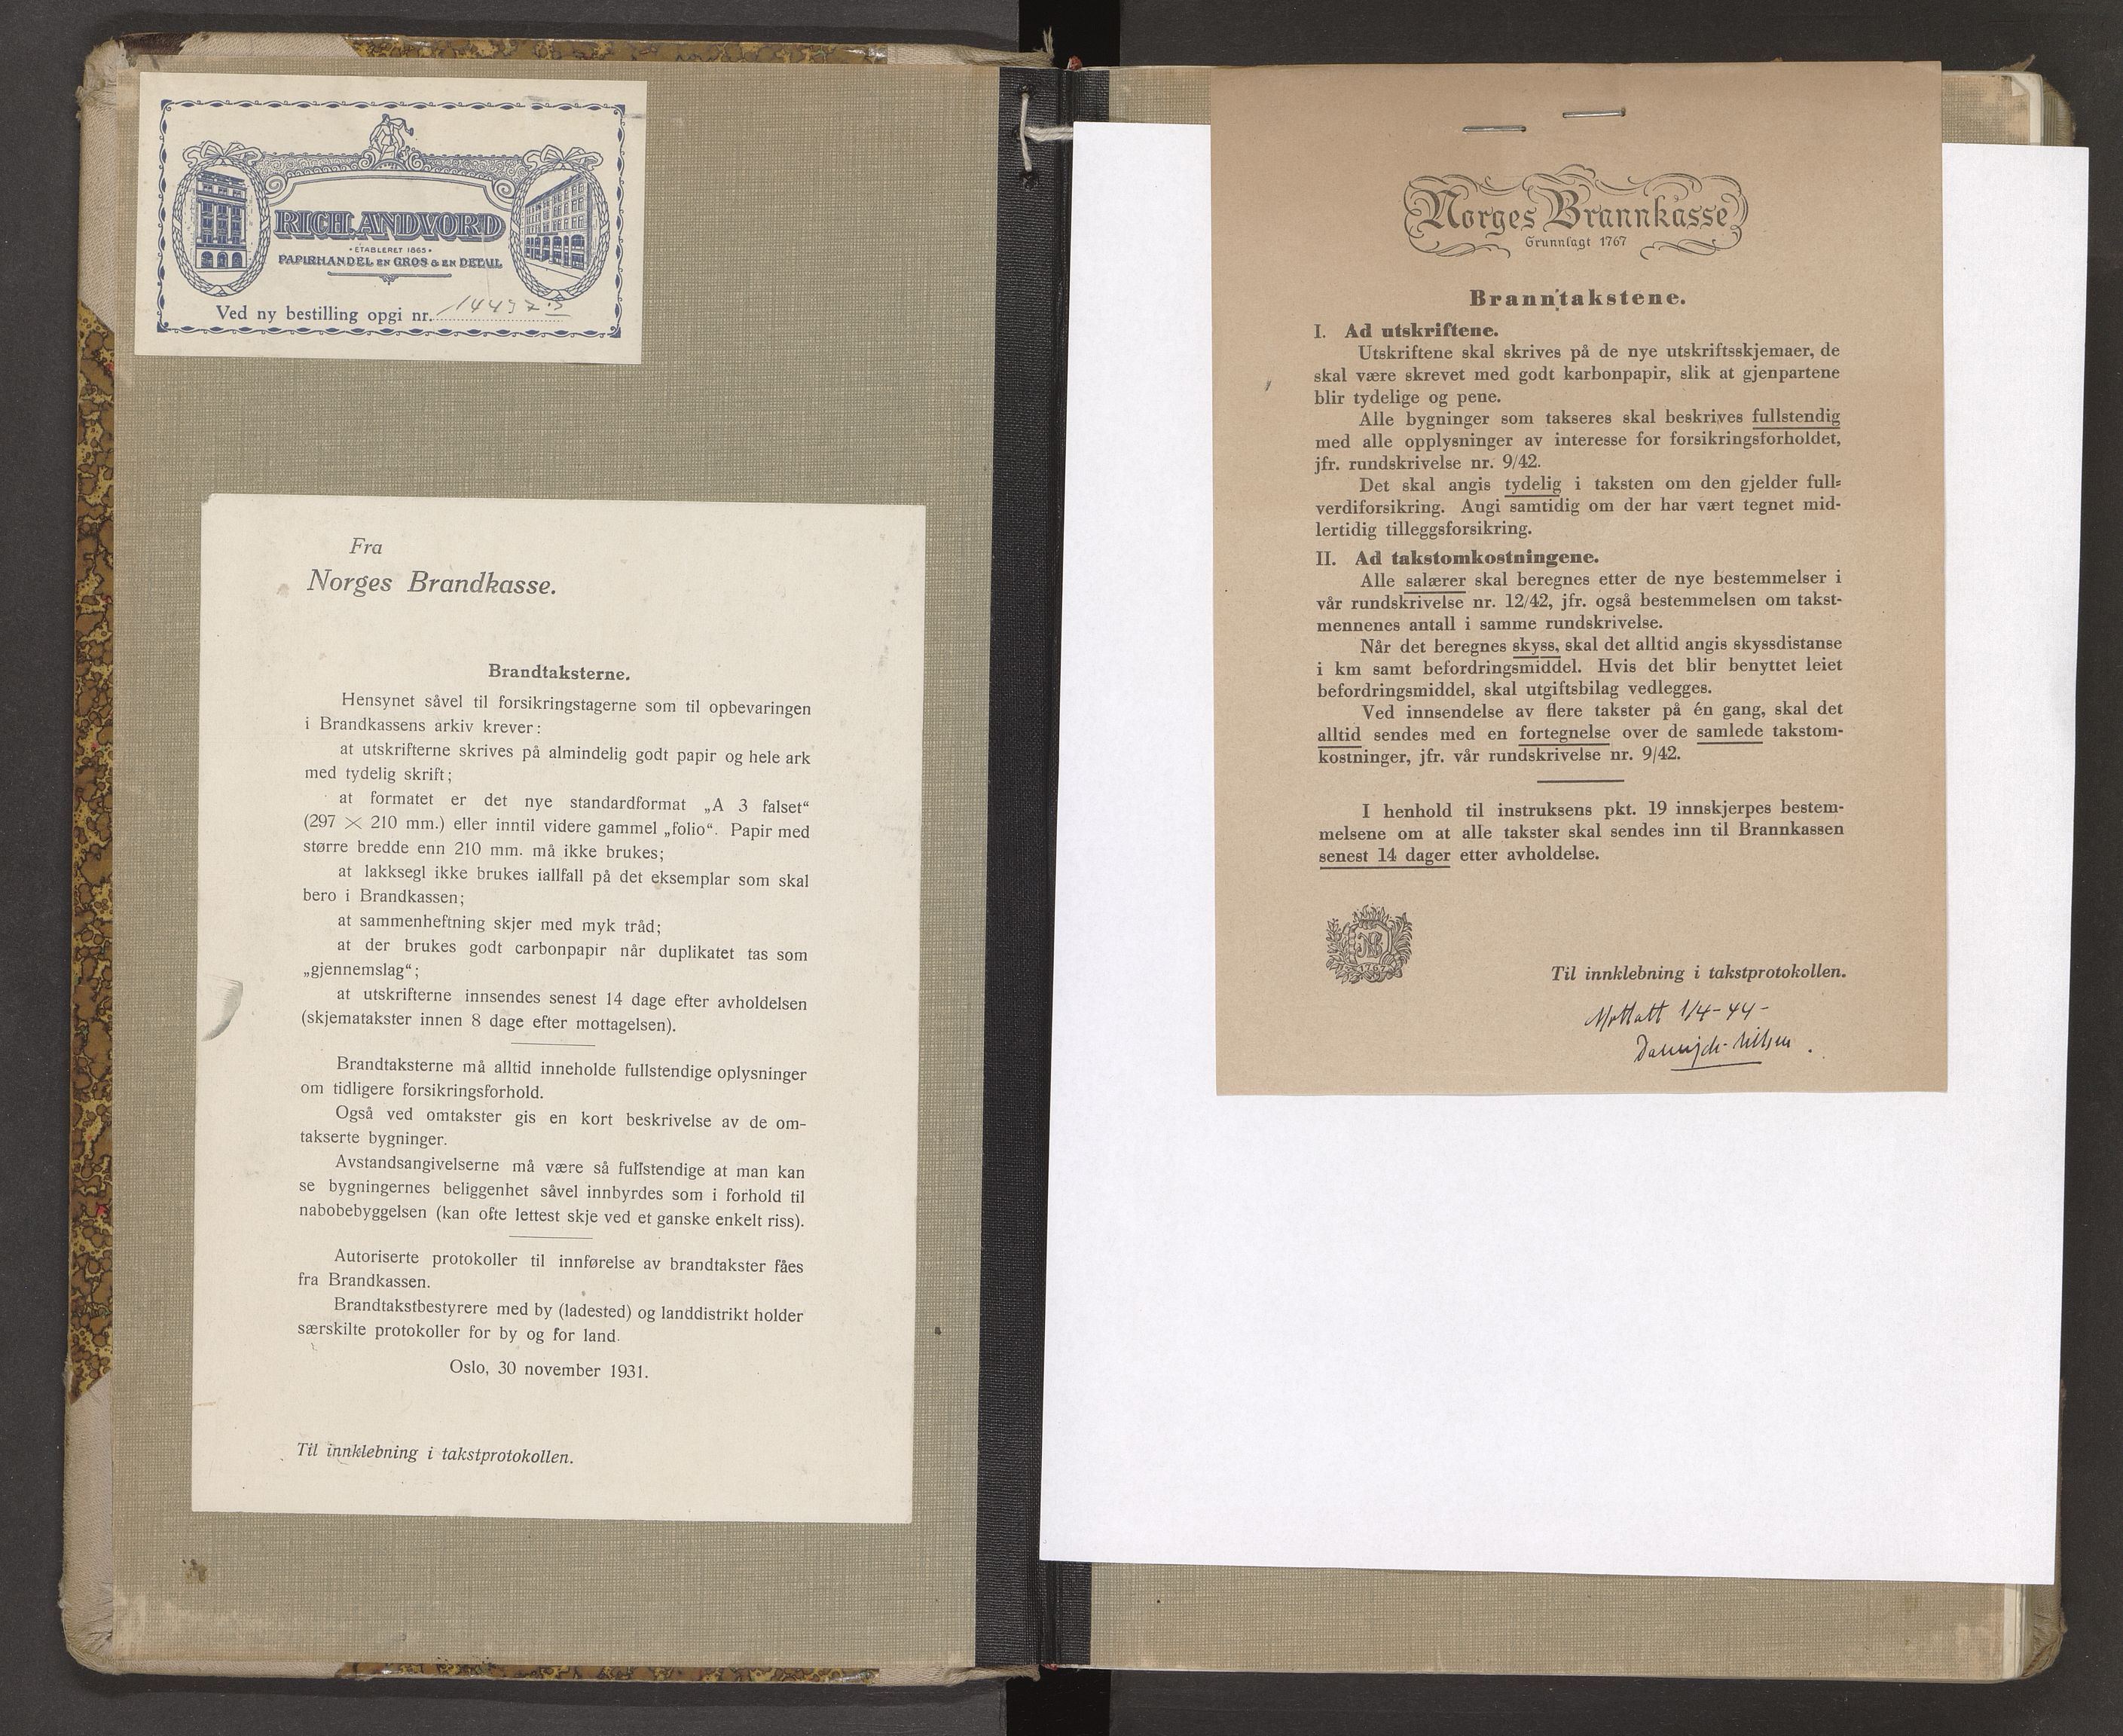 RICH. ANDVORD
• ETABLERET 1865 •
PAPIRHANDEL EN GROS & EN DETAIL
Ved ny bestilling opgi nr.
Fra
Norges Brandkasse.
Brandtaksterne.
Hensynet såvel til forsikringstagerne som til opbevaringen
i Brandkassens arkiv krever:
at utskrifterne skrives på almindelig godt papir og hele ark
med tydelig skrift;
at formatet er det nye standardformat „A 3 falset“
(297 × 210 mm.) eller inntil videre gammel „folio“. Papir med
større bredde enn 210 mm. må ikke brukes;
at lakksegl ikke brukes iallfall på det eksemplar som skal
bero i Brandkassen;
at sammenheftning skjer med myk tråd;
at der brukes godt carbonpapir når duplikatet tas som
„gjennemslag“;
at utskrifterne innsendes senest 14 dage efter avholdelsen
(skjematakster innen 8 dage efter mottagelsen).
Brandtaksterne må alltid inneholde fullstendige oplysninger
om tidligere forsikringsforhold.
Også ved omtakster gis en kort beskrivelse av de om-
takserte bygninger.
Avstandsangivelserne må være så fullstendige at man kan
se bygningernes beliggenhet såvel innbyrdes som i forhold til
nabobebyggelsen (kan ofte lettest skje ved et ganske enkelt riss).
Autoriserte protokoller til innførelse av brandtakster fåes
fra Brandkassen.
Brandtakstbestyrere med by (ladested) og landdistrikt holder
særskilte protokoller for by og for land.
Oslo, 30 november 1931.
Til innklebning i takstprotokollen.
Norges Brannkasse
Grunnlagt 1767
Branntakstene.
I. Ad utskriftene.
Utskriftene skal skrives på de nye utskriftsskjemaer, de
skal være skrevet med godt karbonpapir, slik at gjenpartene
blir tydelige og pene.
Alle bygninger som takseres skal beskrives fullstendig
med alle opplysninger av interesse for forsikringsforholdet,
jfr. rundskrivelse nr. 9/42.
Det skal angis tydelig i taksten om den gjelder full-
verdiforsikring. Angi samtidig om der har vært tegnet mid-
lertidig tilleggsforsikring.
II. Ad takstomkostningene.
Alle salærer skal beregnes etter de nye bestemmelser i
vår rundskrivelse nr. 12/42, jfr. også bestemmelsen om takst-
mennenes antall i samme rundskrivelse.
Når det beregnes skyss, skal det alltid angis skyssdistanse
i km samt befordringsmiddel. Hvis det blir benyttet leiet
befordringsmiddel, skal utgiftsbilag vedlegges.
Ved innsendelse av flere takster på én gang, skal det
alltid sendes med en fortegnelse over de samlede takstom-
kostninger, jfr. vår rundskrivelse nr. 9/42.
I henhold til instruksens pkt. 19 innskjerpes bestem-
melsene om at alle takster skal sendes inn til Brannkassen
senest 14 dager etter avholdelse.
1767
Til innklebning i takstprotokollen.
Mottatt 1/4-44-